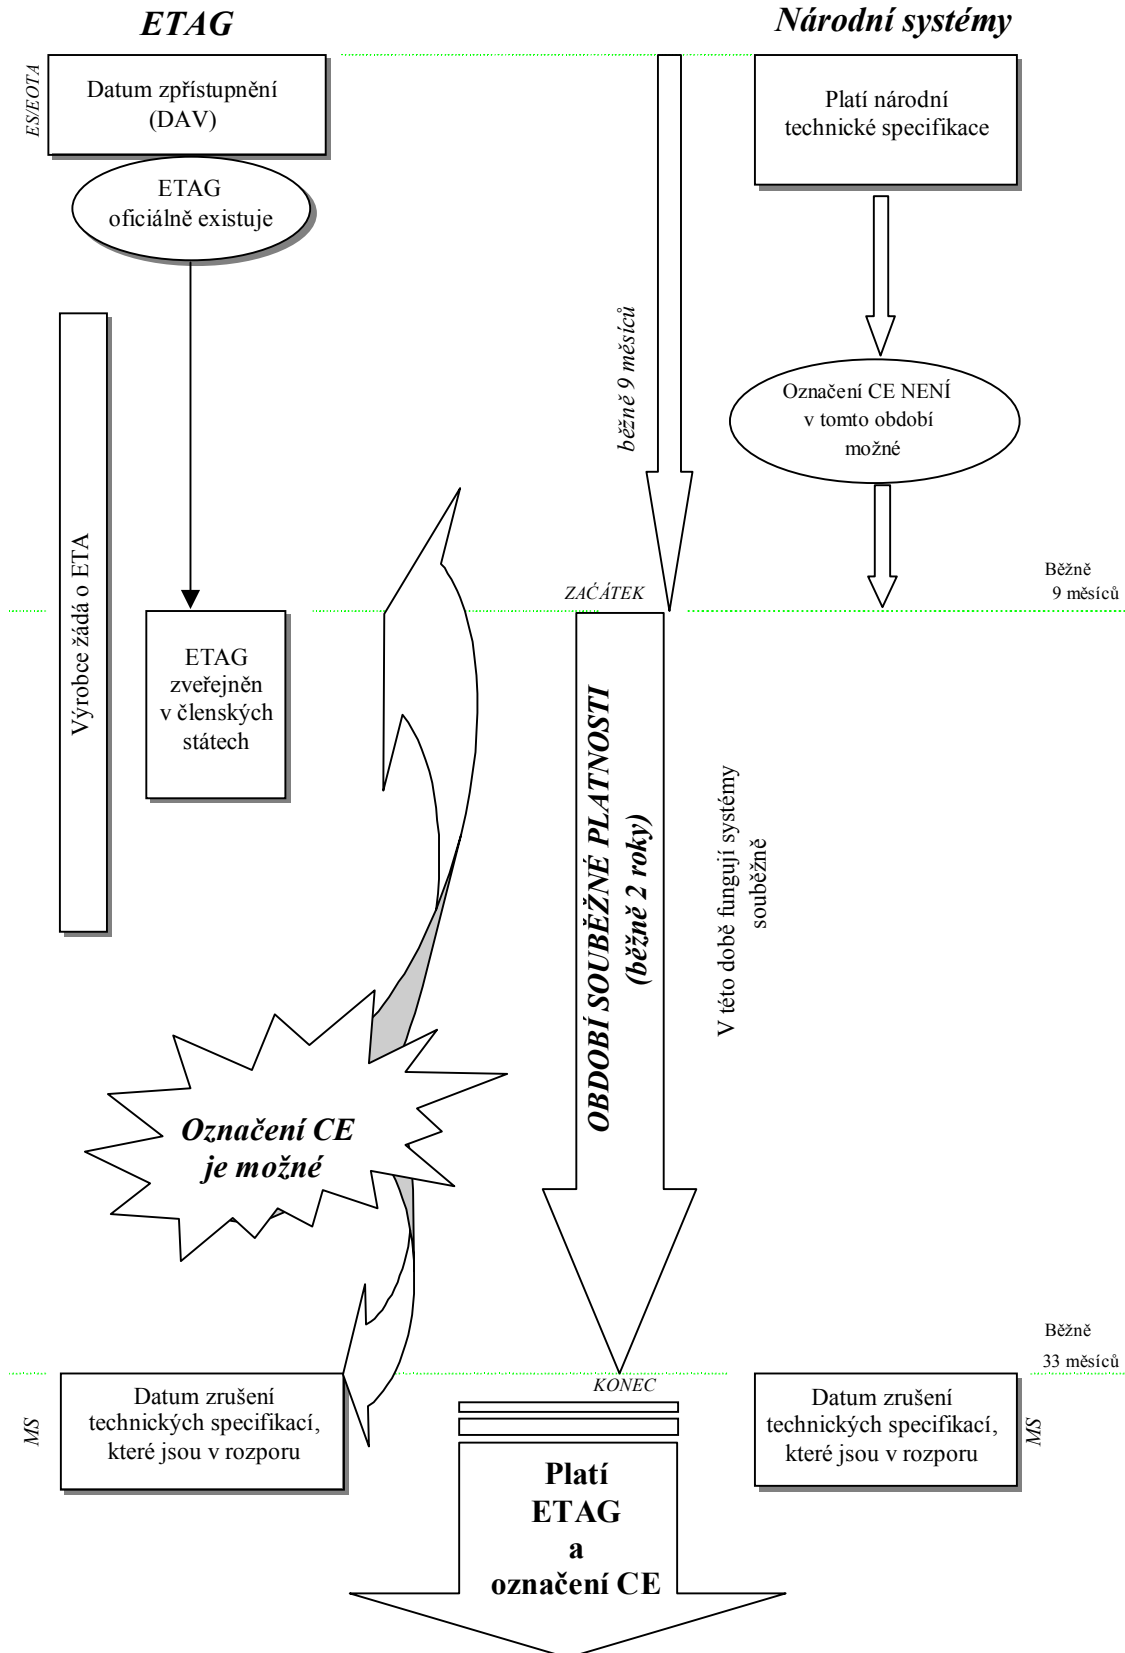 ETAG
Národní systémy
ES/EOTA
Datum zpřístupnění
(DAV)
Platí národní
technické specifikace
ETAG
oficiálně existuje
běžně 9 měsíců
Označení CE NENÍ
v tomto období
možné
Výrobce žádá o ETA
Běžně
9 měsíců
ZAĆÁTEK
ETAG
zveřejněn
v členských
státech
OBDOBÍ SOUBĚŽNÉ PLATNOSTI
(běžně 2 roky)
V této době fungují systémy
souběžně
Označení CE
je možné
Běžně
33 měsíců
KONEC
MS
Datum zrušení
technických specifikací,
které jsou v rozporu
Datum zrušení
technických specifikací,
které jsou v rozporu
MS
Platí
ETAG
a
označení CE